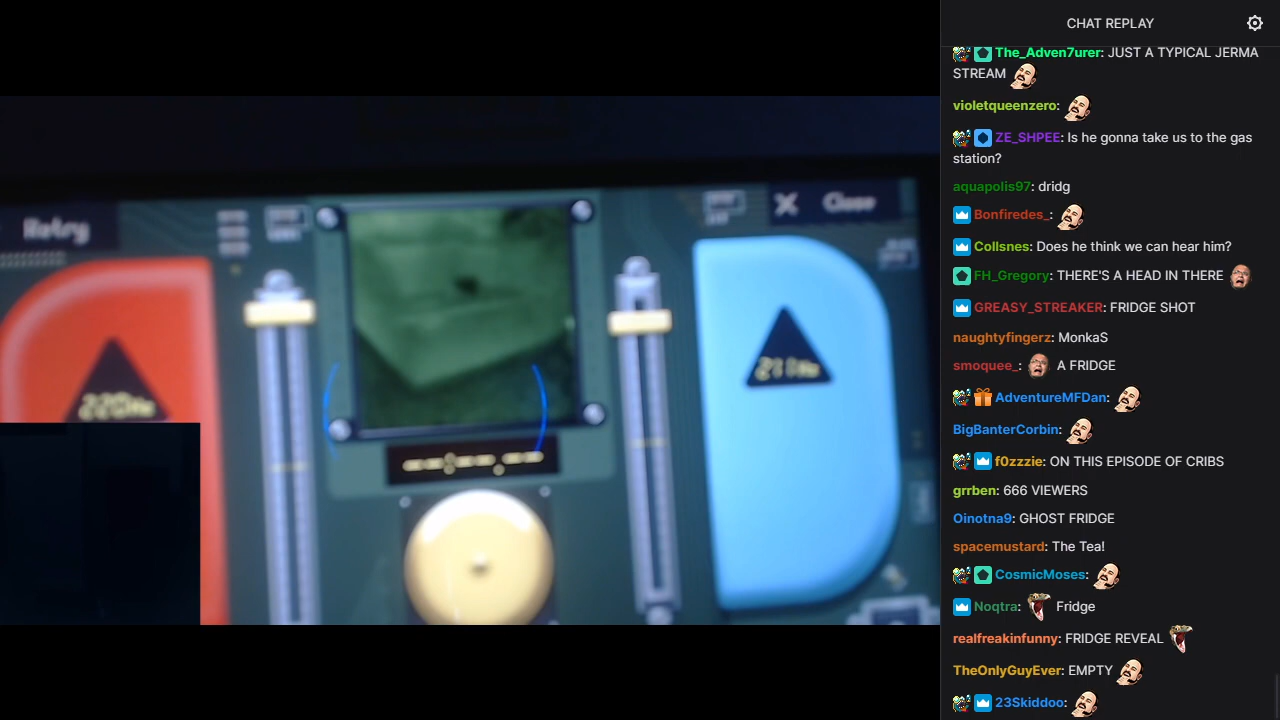 Retry
Close
220Hz
211Hz
CHAT REPLAY
The_Adven7urer: JUST A TYPICAL JERMA
STREAM
violetqueenzero:
ZE_SHPEE: Is he gonna take us to the gas
station?
aquapolis97: dridg
Bonfiredes_:
Collsnes: Does he think we can hear him?
FH_Gregory: THERE'S A HEAD IN THERE
GREASY_STREAKER: FRIDGE SHOT
naughtyfingerz: MonkaS
smoquee_: A FRIDGE
AdventureMFDan:
BigBanterCorbin:
f0zzzie: ON THIS EPISODE OF CRIBS
grrben: 666 VIEWERS
Oinotna9: GHOST FRIDGE
spacemustard: The Tea!
CosmicMoses:
Noqtra: Fridge
realfreakinfunny: FRIDGE REVEAL
TheOnlyGuyEver: EMPTY
23Skiddoo: